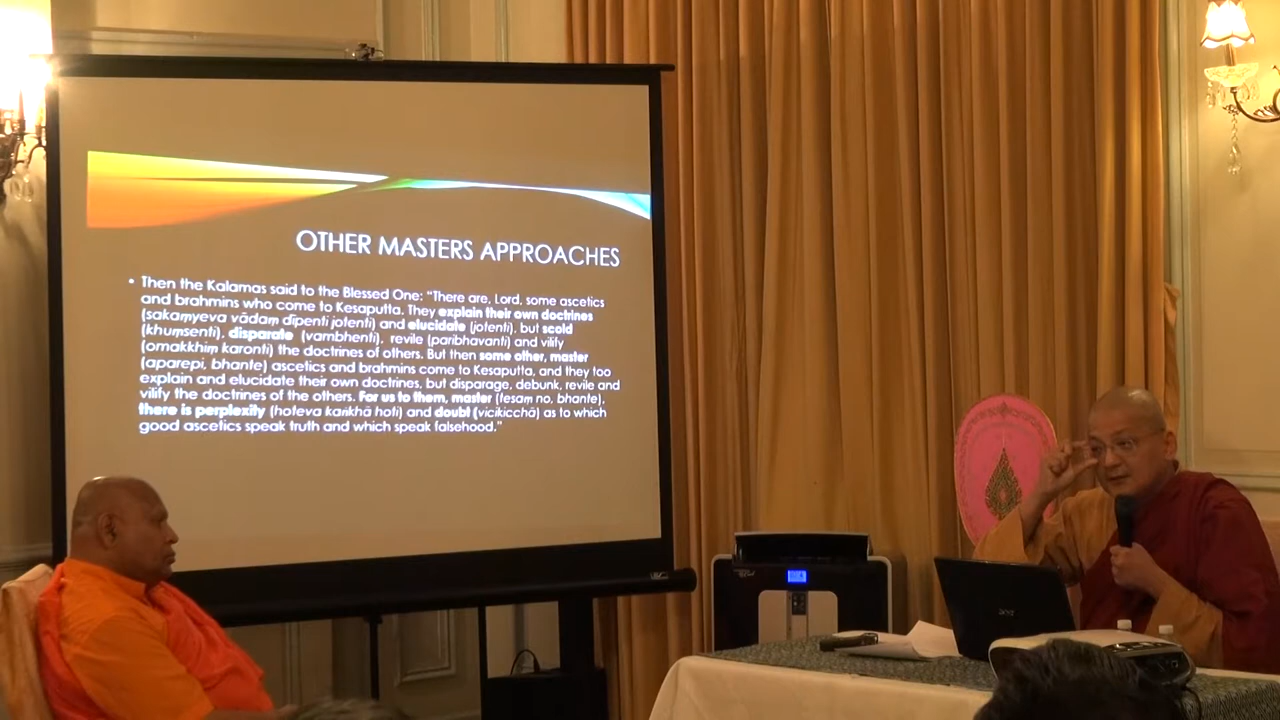 OTHER MASTERS APPROACHES
• Then the Kalamas said to the Blessed One: "There are, Lord, some ascetics
and brahmins who come to Kesaputta. They explain their own doctrines
(sakaṃyeva vādaṃ dīpenti jotenti) and elucidate (jotenti), but scold
(khuṃsenti), disparate (vambhenti), revile (paribhavanti) and vilify
(omakkhiṃ karonti) the doctrines of others. But then some other, master
(aparepi, bhante) ascetics and brahmins come to Kesaputta, and they too
explain and elucidate their own doctrines, but disparage, debunk, revile and
vilify the doctrines of the others. For us to them, master (tesaṃ no, bhante),
there is perplexity (hoteva kaṅkhā hoti) and doubt (vicikicchā) as to which
good ascetics speak truth and which speak falsehood."
acer